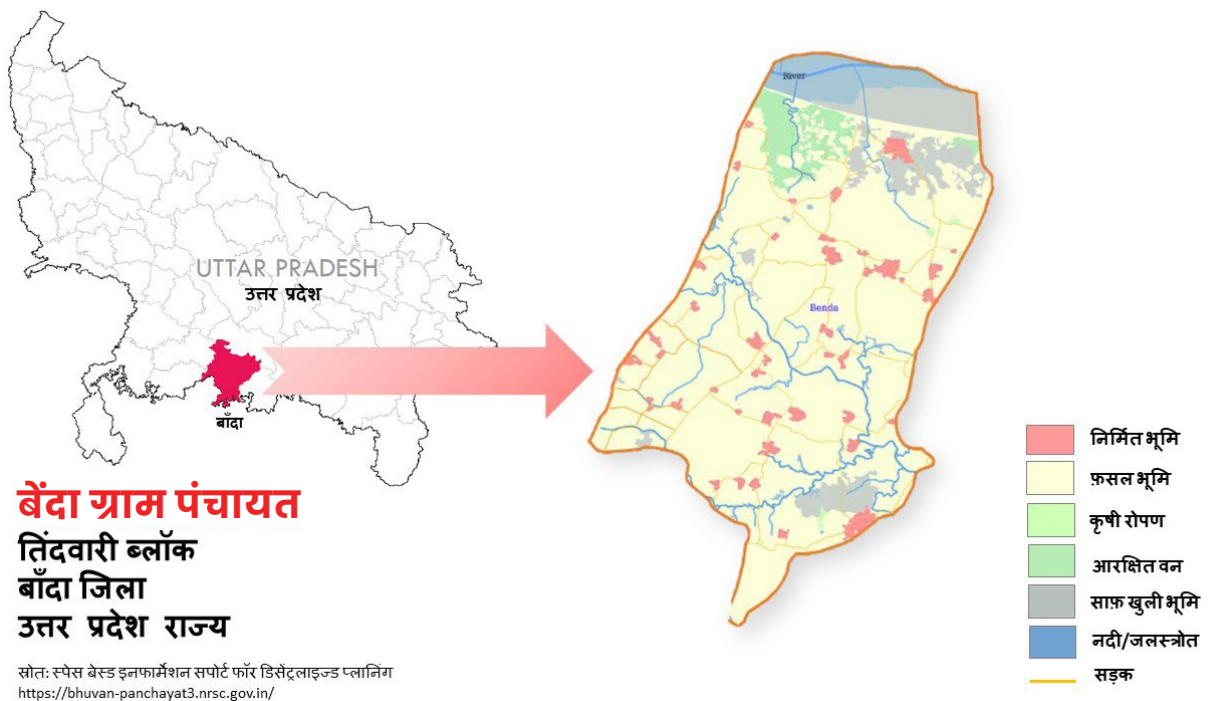 UTTAR PRADESH
उत्तर प्रदेश
बाँदा
River
Benda
बेंदा ग्राम पंचायत
तिंदवारी ब्लॉक
बाँदा जिला
उत्तर प्रदेश राज्य
स्रोत: स्पेस बेस्ड इनफार्मेशन सपोर्ट फॉर डिसेंट्रलाइज्ड प्लानिंग
https://bhuvan-panchayat3.nrsc.gov.in/
निर्मित भूमि
फ़सल भूमि
कृषी रोपण
आरक्षित वन
साफ़ खुली भूमि
नदी/जलस्त्रोत
सड़क